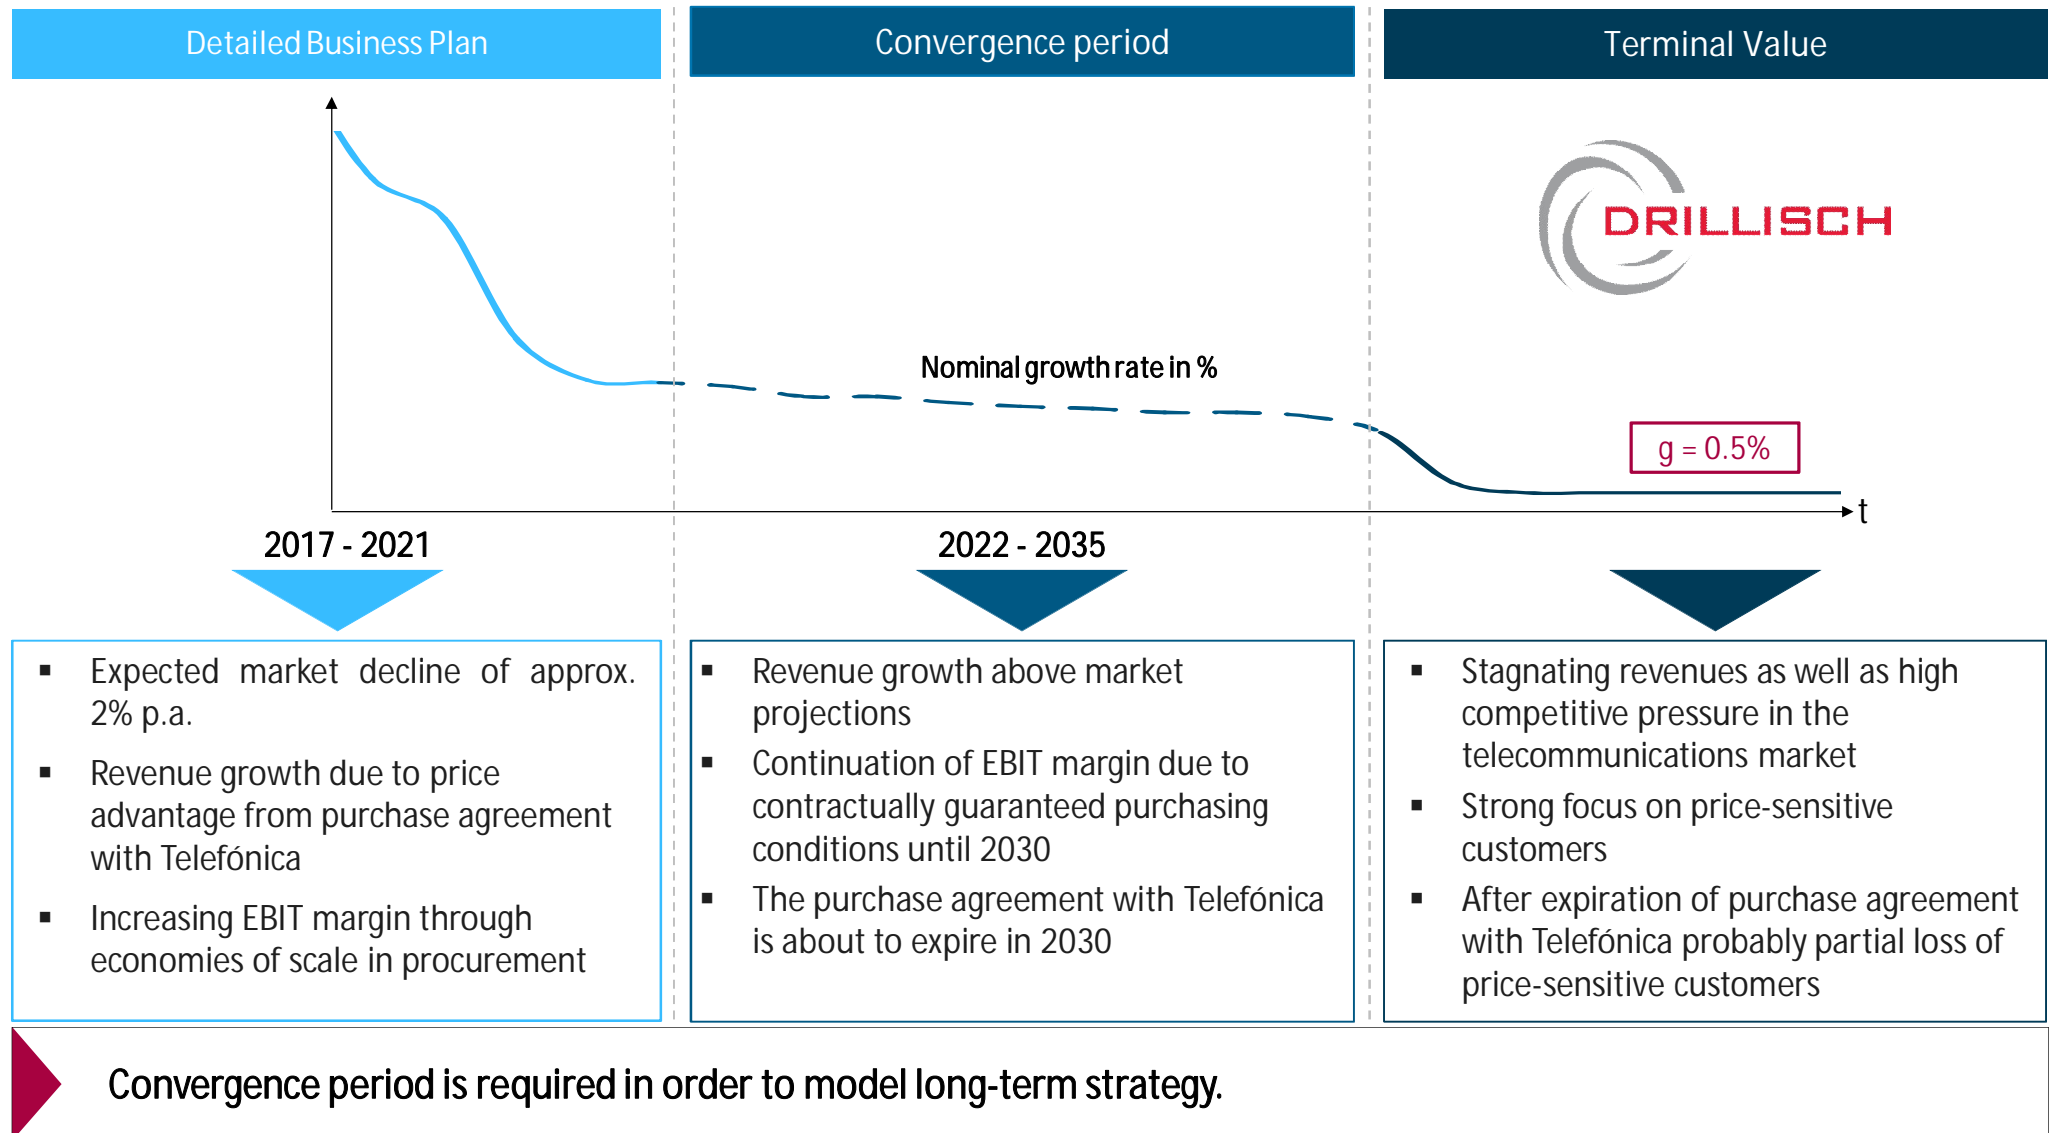 Detailed Business Plan
Convergence period
Terminal Value
DRILLISCH
Nominal growth rate in %
g = 0.5%
t
2017 - 2021
2022 - 2035
▪ Expected market decline of approx.
2% p.a.
▪ Revenue growth due to price
advantage from purchase agreement
with Telefónica
▪ Increasing EBIT margin through
economies of scale in procurement
▪ Revenue growth above market
projections
▪ Continuation of EBIT margin due to
contractually guaranteed purchasing
conditions until 2030
▪ The purchase agreement with Telefónica
is about to expire in 2030
▪ Stagnating revenues as well as high
competitive pressure in the
telecommunications market
▪ Strong focus on price-sensitive
customers
▪ After expiration of purchase agreement
with Telefónica probably partial loss of
price-sensitive customers
Convergence period is required in order to model long-term strategy.